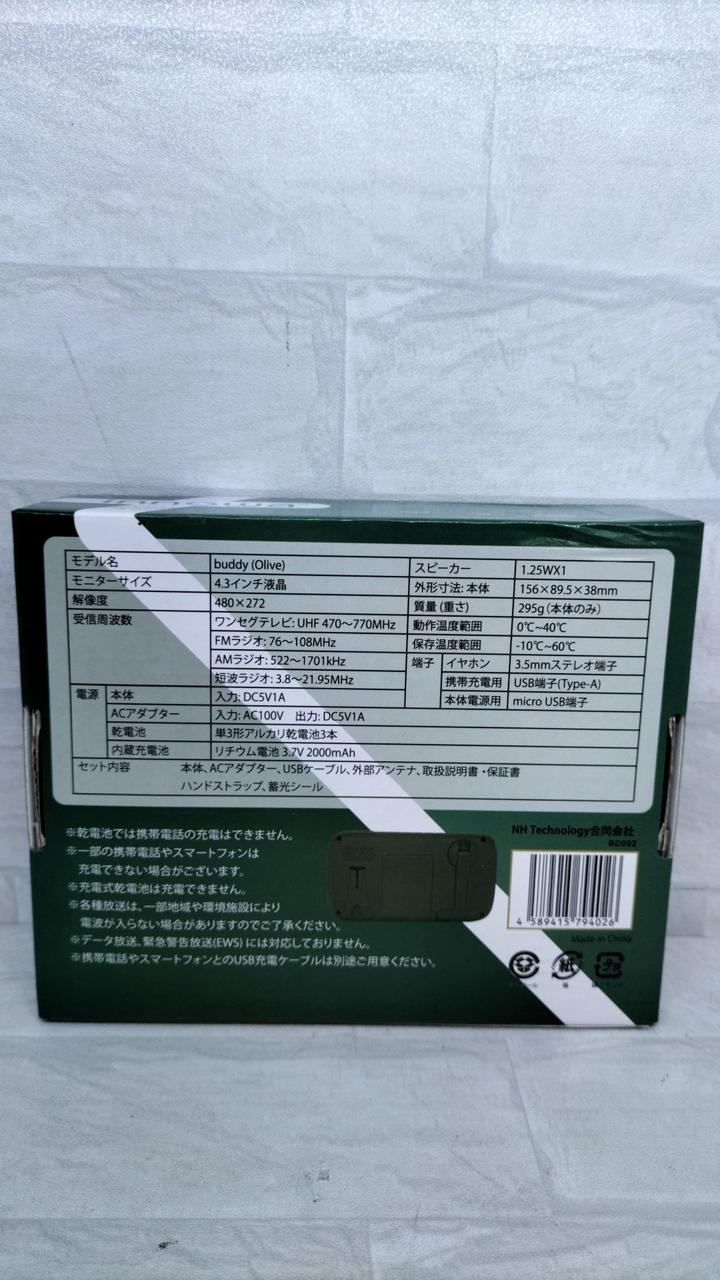 モデル名 buddy (Olive) スピーカー 1.25WX1
モニターサイズ 4.3インチ液晶 外形寸法: 本体 156×89.5×38mm
解像度 480×272 質量 (重さ) 295g (本体のみ)
受信周波数 ワンセグテレビ: UHF 470〜770MHz 動作温度範囲 0℃~40℃
FMラジオ: 76〜108MHz 保存温度範囲 -10℃~60℃
AMラジオ: 522〜1701kHz 端子 イヤホン 3.5mmステレオ端子
短波ラジオ: 3.8〜21.95MHz 携帯充電用 USB端子(Type-A)
電源 本体 入力: DC5V1A 本体電源用 micro USB端子
ACアダプター 入力: AC100V 出力: DC5V1A
乾電池 単3形アルカリ乾電池3本
内蔵充電池 リチウム電池 3.7V 2000mAh
セット内容 本体、ACアダプター、USBケーブル、外部アンテナ、取扱説明書・保証書
ハンドストラップ、蓄光シール
※乾電池では携帯電話の充電はできません。
※一部の携帯電話やスマートフォンは
充電できない場合がございます。
※充電式乾電池は充電できません。
※各種放送は、一部地域や環境施設により
電波が入らない場合がありますのでご了承ください。
※データ放送、緊急警告放送(EWS) には対応しておりません。
※携帯電話やスマートフォンとのUSB充電ケーブルは別途ご用意ください。
NH Technology合同会社
BD002
4 589415 794026
Made in China
紙 プラ